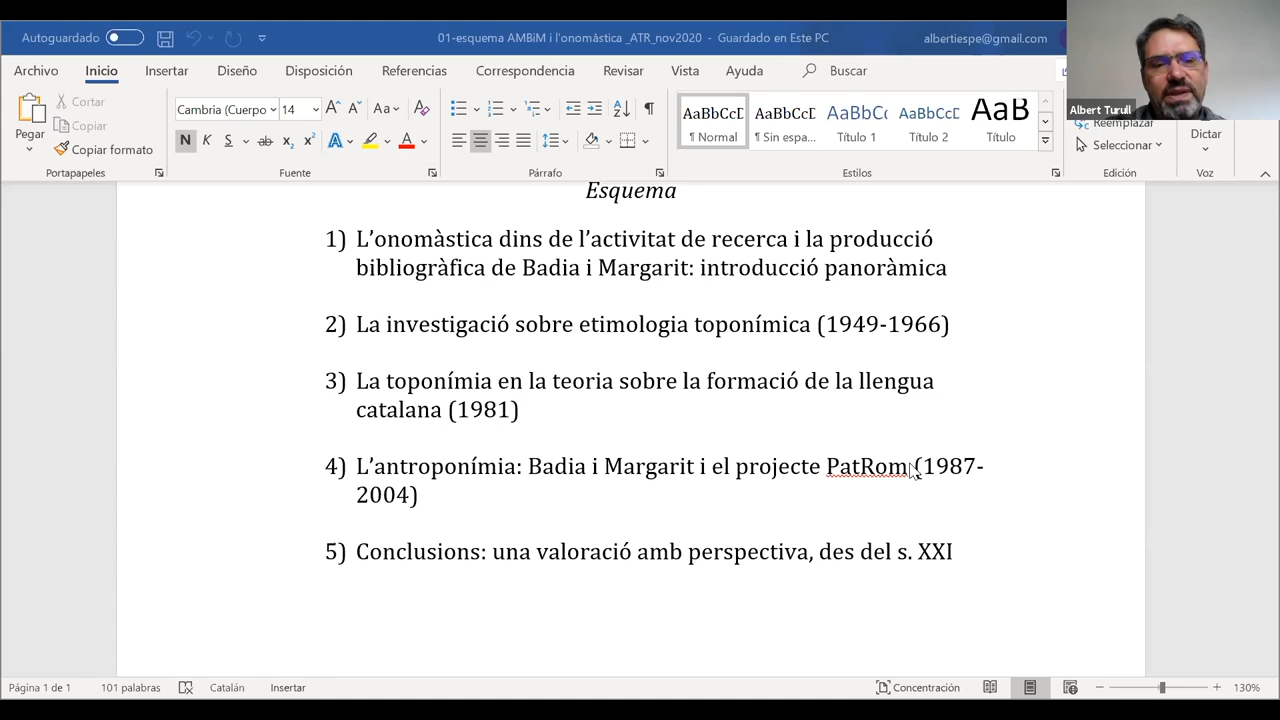 Autoguardado
01-esquema AMBiM i l'onomàstica _ATR_nov2020 - Guardado en Este PC
albertiespe@gmail.com
Albert Turull
Archivo Inicio Insertar Diseño Disposición Referencias Correspondencia Revisar Vista Ayuda Buscar
Pegar
Cortar
Copiar
Copiar formato
Portapapeles
Cambria (Cuerpo 14
N K S ab x₂ x²
Fuente
Párrafo
AaBbCcD AaBbCcD AaBbCc AaBbCcD AaB
¶ Normal ¶ Sin espa... Título 1 Título 2 Título
Estilos
Reemplazar
Seleccionar
Edición
Dictar
Voz
Esquema
1) L’onomàstica dins de l’activitat de recerca i la producció
bibliogràfica de Badia i Margarit: introducció panoràmica
2) La investigació sobre etimologia toponímica (1949-1966)
3) La toponímia en la teoria sobre la formació de la llengua
catalana (1981)
4) L’antroponímia: Badia i Margarit i el projecte PatRom (1987-
2004)
5) Conclusions: una valoració amb perspectiva, des del s. XXI
Página 1 de 1 101 palabras Catalán Insertar Concentración 130%